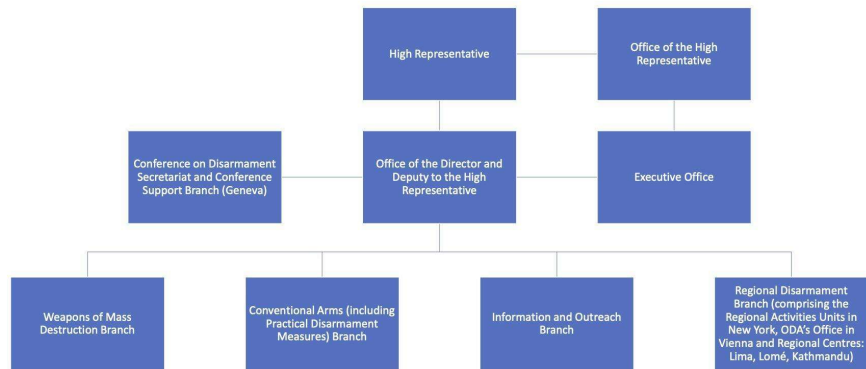 High Representative
Office of the High
Representative
Conference on Disarmament
Secretariat and Conference
Support Branch (Geneva)
Office of the Director and
Deputy to the High
Representative
Executive Office
Weapons of Mass
Destruction Branch
Conventional Arms (including
Practical Disarmament
Measures) Branch
Information and Outreach
Branch
Regional Disarmament
Branch (comprising the
Regional Activities Units in
New York, ODA's Office in
Vienna and Regional Centres:
Lima, Lomé, Kathmandu)